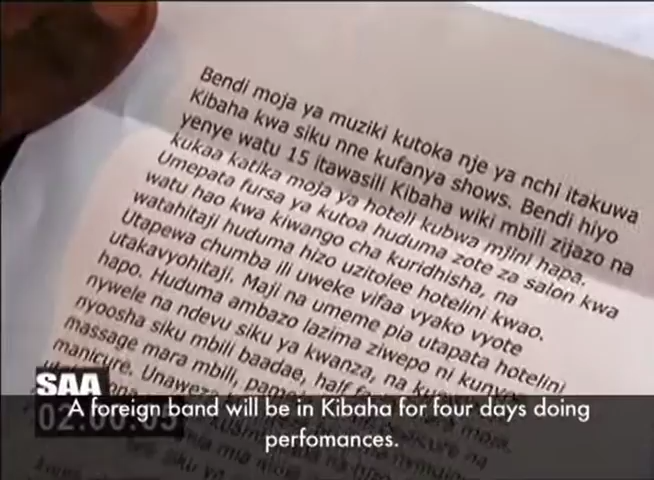 Bendi moja ya muziki kutoka nje ya nchi itakuwa
Kibaha kwa siku nne kufanya shows. Bendi hiyo
yenye watu 15 itawasili Kibaha wiki mbili zijazo na
kukaa katika moja ya hoteli kubwa mjini hapa.
Umepata fursa ya kutoa huduma zote za salon kwa
watu hao kwa kiwango cha kuridhisha, na
watahitaji huduma hizo uzitolee hotelini kwao.
Utapewa chumba ili uweke vifaa vyako vyote
utakavyohitaji. Maji na umeme pia utapata hotelini
hapo. Huduma ambazo lazima ziwepo ni kunyoa
nywele na ndevu siku ya kwanza, na
nyoosha siku mbili baadae, half
massage mara mbili,
manicure.
SAA
A foreign band will be in Kibaha for four days doing
perfomances.